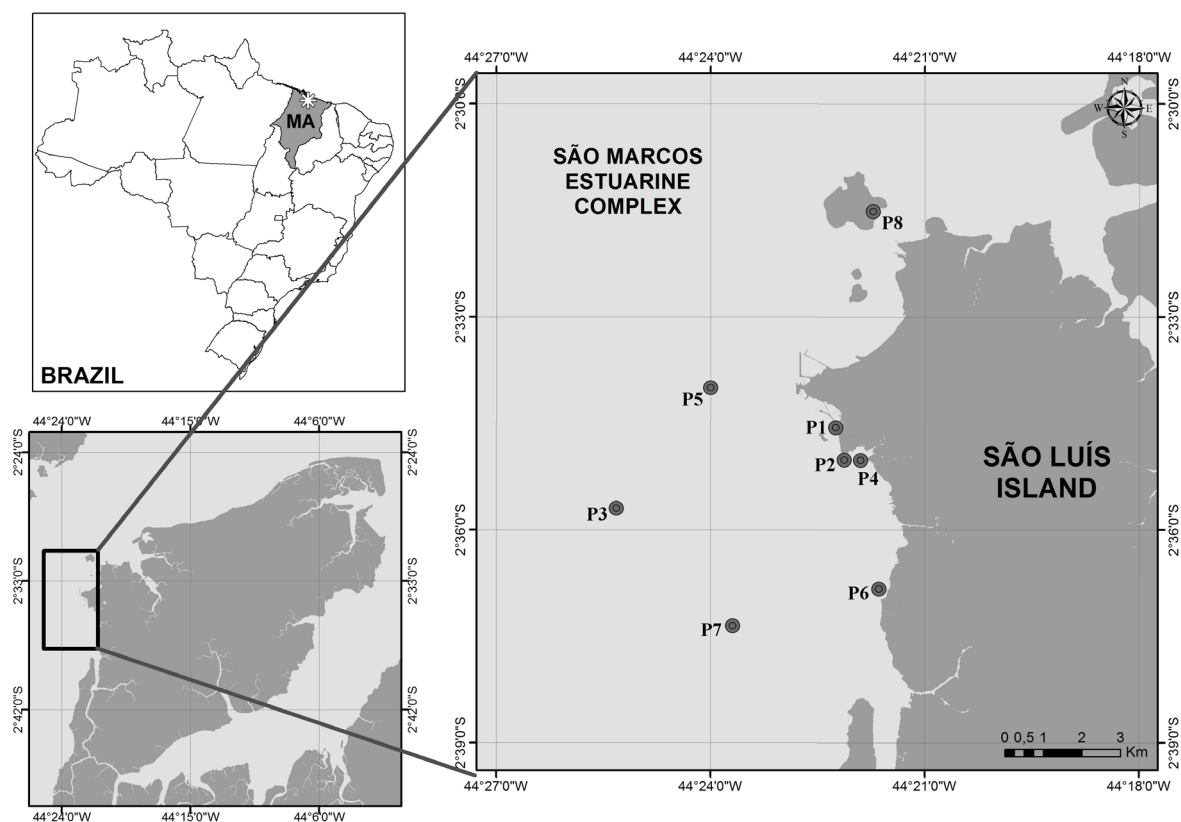 MA
BRAZIL
44°24'0"W 44°15'0"W 44°6'0"W
2°24'0"S 2°24'0"S
2°33'0"S 2°33'0"S
2°42'0"S 2°42'0"S
44°24'0"W 44°15'0"W 44°6'0"W
44°27'0"W 44°24'0"W 44°21'0"W 44°18'0"W
2°30'0"S 2°30'0"S
N
W E
S
SÃO MARCOS
ESTUARINE
COMPLEX
P8
2°33'0"S 2°33'0"S
P5
P1
P2 P4
SÃO LUÍS
ISLAND
P3
2°36'0"S 2°36'0"S
P6
P7
2°39'0"S 2°39'0"S
0 0,5 1 2 3
Km
44°27'0"W 44°24'0"W 44°21'0"W 44°18'0"W